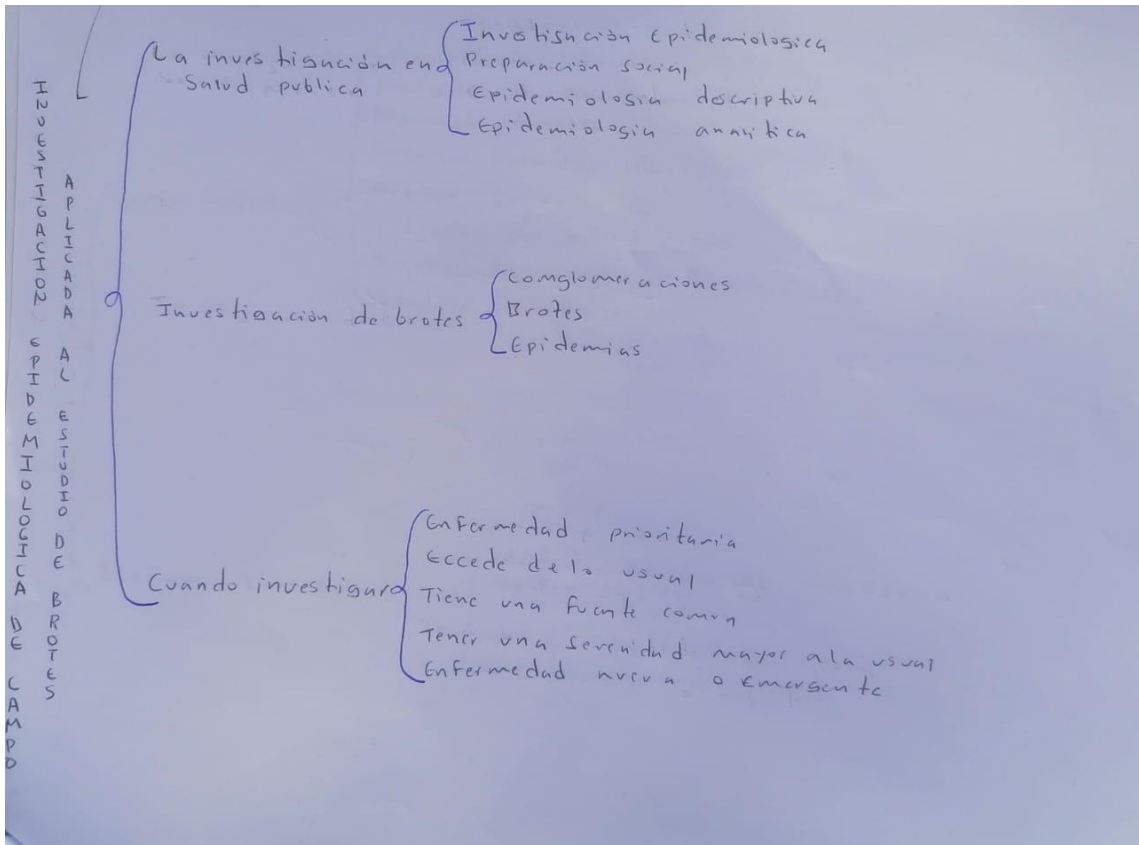 INVESTIGACION EPIDEMIOLOGICA DE CAMPO
APLICADA AL ESTUDIO DE BROTES
La investigación en
Salud publica
Investisnción Epidemiologica
Preparación Social
Epidemiologia descriptiva
Epidemiologia analitica
Investigación de brotes
Comglomeraciones
Brotes
Epidemias
Cuando investigar
Enfermedad prioritaria
Eccede de lo usual
Tiene una fuente comun
Tener una severidad mayor a la usual
Enfermedad nueva o Emergente